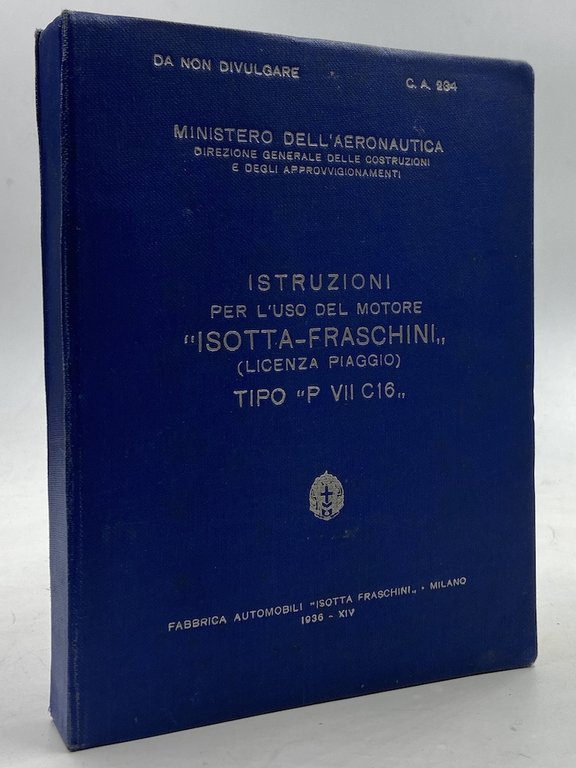 DA NON DIVULGARE C. A. 234
MINISTERO DELL'AERONAUTICA
DIREZIONE GENERALE DELLE COSTRUZIONI
E DEGLI APPROVVIGIONAMENTI
ISTRUZIONI
PER L'USO DEL MOTORE
"ISOTTA-FRASCHINI„
(LICENZA PIAGGIO)
TIPO "P VII C16„
FABBRICA AUTOMOBILI "ISOTTA FRASCHINI„ - MILANO
1936 - XIV